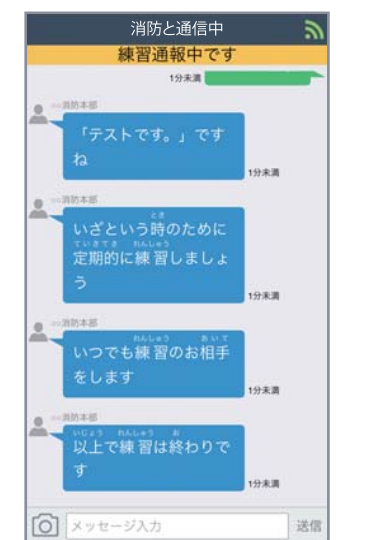 消防と通信中
練習通報中です
1分未満
○○消防本部
「テストです。」です
ね
1分未満
○○消防本部
とき
いざという時のために
ていきてき れんしゅう
定期的に練習しましょ
う
1分未満
○○消防本部
れんしゅう あいて
いつでも練習のお相手
をします
1分未満
○○消防本部
いじょう れんしゅう お
以上で練習は終わりで
す
1分未満
メッセージ入力
送信